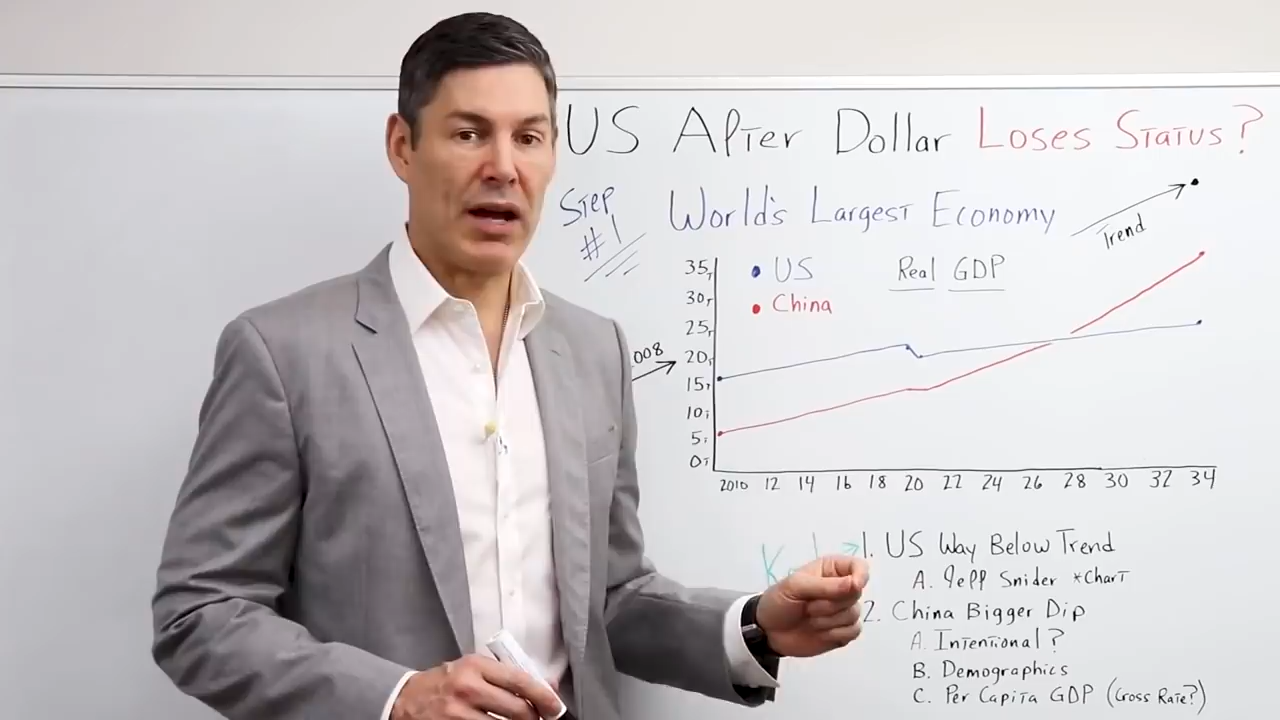 US After Dollar Loses Status?
Step
#1
World's Largest Economy
Trend
35T
US
Real GDP
30T
China
25T
008
20T
15T
10T
5T
0T
2010 12 14 16 18 20 22 24 26 28 30 32 34
1. US Way Below Trend
A. Jeff Snider *Chart
2. China Bigger Dip
A. Intentional?
B. Demographics
C. Per Capita GDP (Cross Rate?)